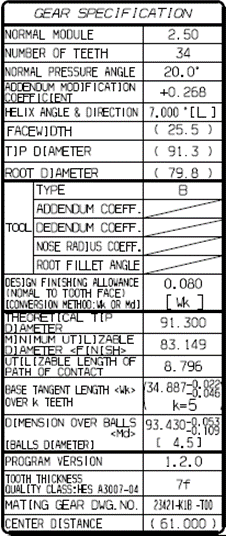 GEAR SPECIFICATION
NORMAL MODULE 2.50
NUMBER OF TEETH 34
NORMAL PRESSURE ANGLE 20.0°
ADDENDUM MODIFICATION
COEFFICIENT +0.268
HELIX ANGLE & DIRECTION 7.000 °[L]
FACEWIDTH ( 25.5 )
TIP DIAMETER ( 91.3 )
ROOT DIAMETER ( 79.8 )
TOOL
TYPE B
ADDENDUM COEFF.
DEDENDUM COEFF.
NOSE RADIUS COEFF.
ROOT FILLET ANGLE
DESIGN FINISHING ALLOWANCE 0.080
(NOMAL TO TOOTH FACE)
[CONVERSION METHOD:Wk OR Md] [ Wk ]
THEORETICAL TIP
DIAMETER 91.300
MINIMUM UTILIZABLE
DIAMETER <FINISH> 83.149
UTILIZABLE LENGTH OF
PATH OF CONTACT 8.796
BASE TANGENT LENGTH <Wk> (34.887-0.022 -0.046
OVER K TEETH k=5 )
DIMENSION OVER BALLS 93.430-0.053 -0.109
<Md>
[BALLS DIAMETER] [ 4.5]
PROGRAM VERSION 1.2.0
TOOTH THICKNESS
QUALITY CLASS:HES A3007-04 7f
MATING GEAR DWG.NO. 23421-K1B -T00
CENTER DISTANCE ( 61.000 )